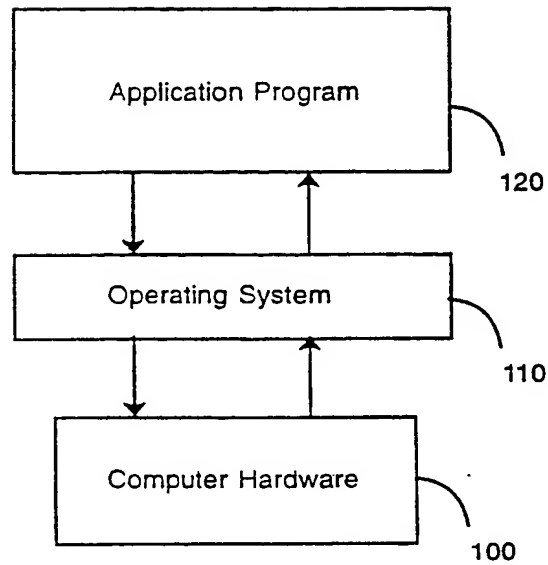 Application Program
120
Operating System
110
Computer Hardware
100